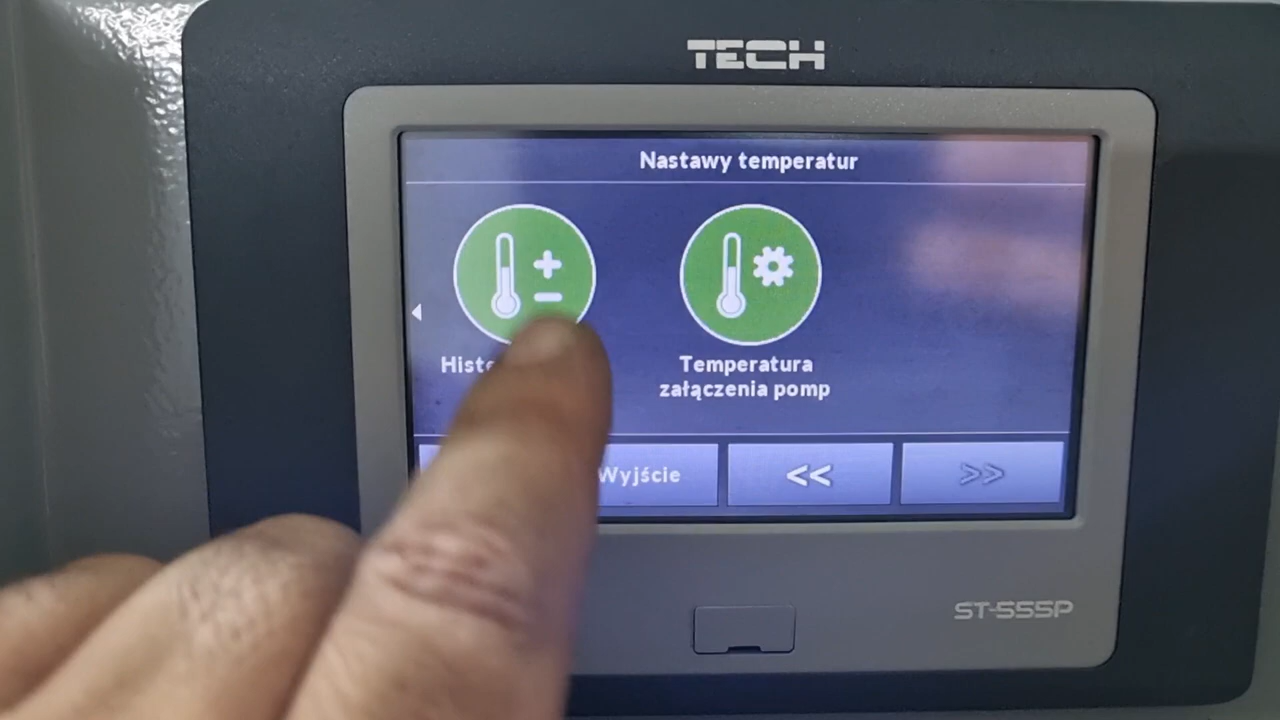 TECH
Nastawy temperatur
Temperatura
załączenia pomp
Wyjście
<<
>>
ST-555P